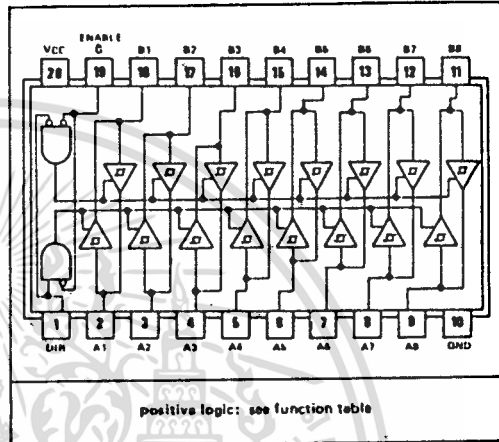 ENABLE
VCC G̅ B1 B2 B3 B4 B5 B6 B7 B8
20 19 18 17 16 15 14 13 12 11
1 2 3 4 5 6 7 8 9 10
DIR A1 A2 A3 A4 A5 A6 A7 A8 GND
positive logic: see function table